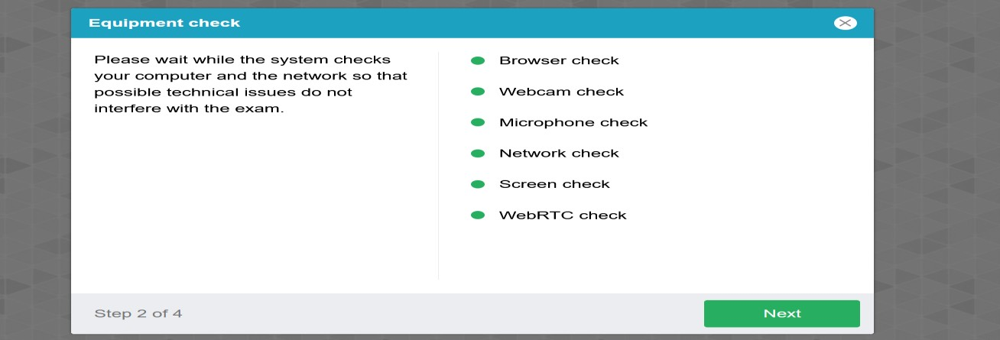 Equipment check
Please wait while the system checks
your computer and the network so that
possible technical issues do not
interfere with the exam.
Browser check
Webcam check
Microphone check
Network check
Screen check
WebRTC check
Step 2 of 4
Next